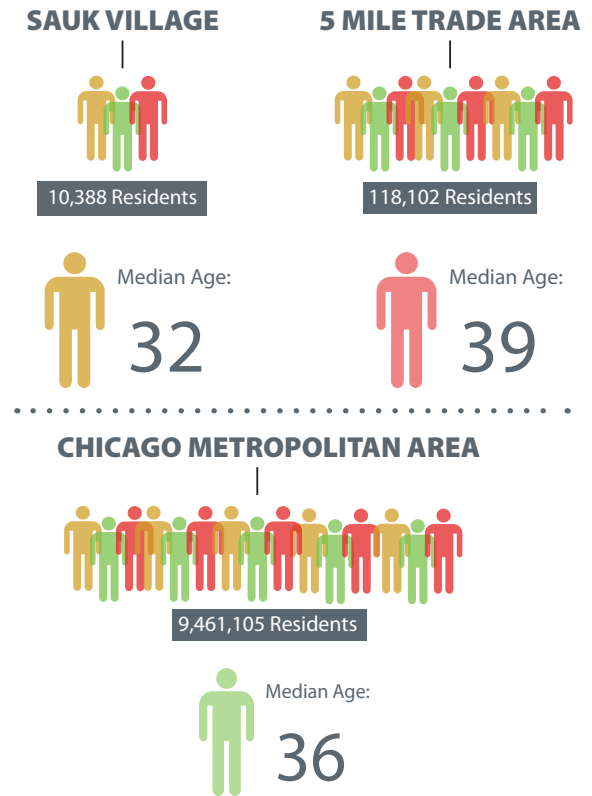 SAUK VILLAGE
10,388 Residents
Median Age:
32
5 MILE TRADE AREA
118,102 Residents
Median Age:
39
CHICAGO METROPOLITAN AREA
9,461,105 Residents
Median Age:
36